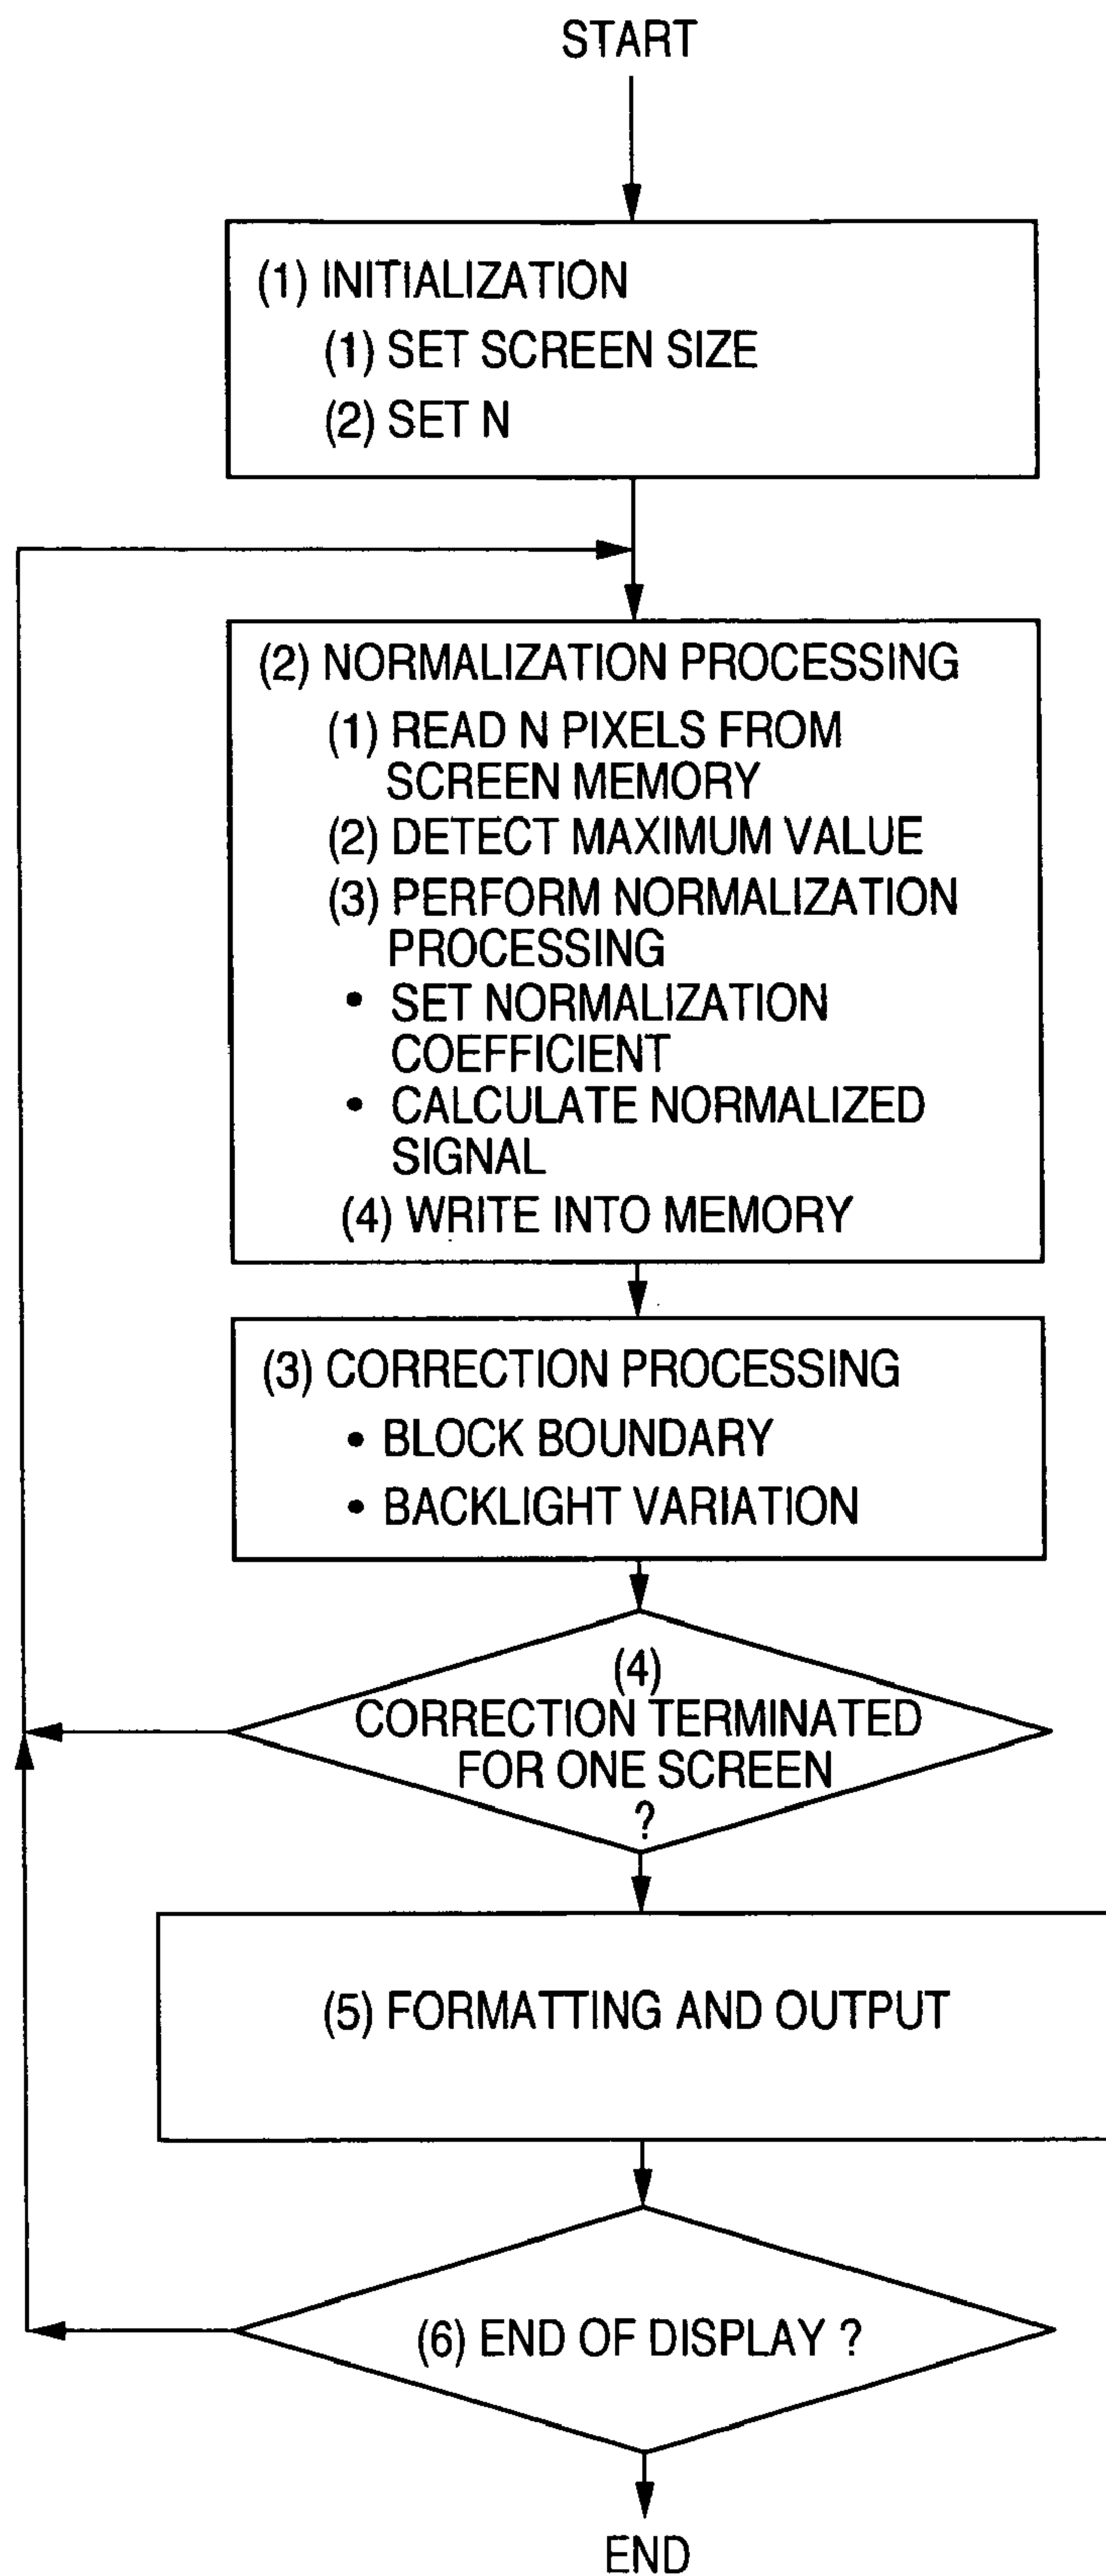 START
(1) INITIALIZATION
(1) SET SCREEN SIZE
(2) SET N
(2) NORMALIZATION PROCESSING
(1) READ N PIXELS FROM
SCREEN MEMORY
(2) DETECT MAXIMUM VALUE
(3) PERFORM NORMALIZATION
PROCESSING
• SET NORMALIZATION
COEFFICIENT
• CALCULATE NORMALIZED
SIGNAL
(4) WRITE INTO MEMORY
(3) CORRECTION PROCESSING
• BLOCK BOUNDARY
• BACKLIGHT VARIATION
(4)
CORRECTION TERMINATED
FOR ONE SCREEN
?
(5) FORMATTING AND OUTPUT
(6) END OF DISPLAY ?
END